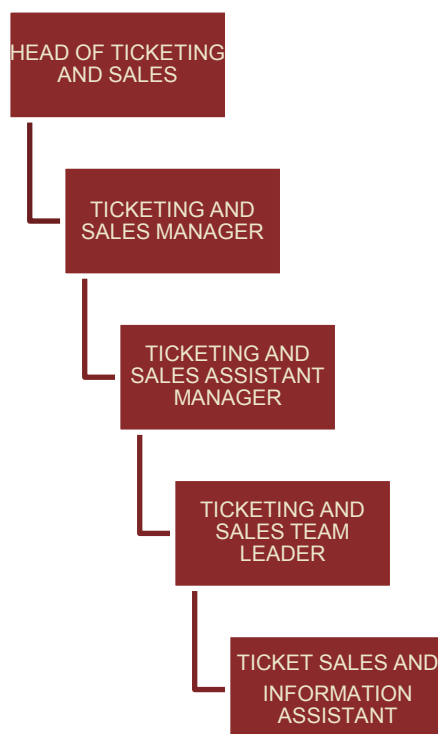 HEAD OF TICKETING
AND SALES
TICKETING AND
SALES MANAGER
TICKETING AND
SALES ASSISTANT
MANAGER
TICKETING AND
SALES TEAM
LEADER
TICKET SALES AND
INFORMATION
ASSISTANT